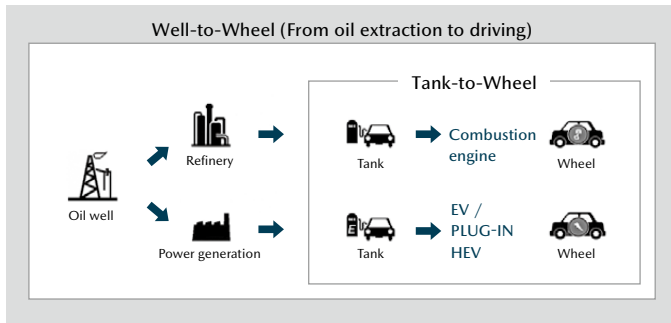 Well-to-Wheel (From oil extraction to driving)
Tank-to-Wheel
Refinery
Tank
Combustion
engine
Wheel
Oil well
Power generation
E
Tank
EV /
PLUG-IN
HEV
Wheel